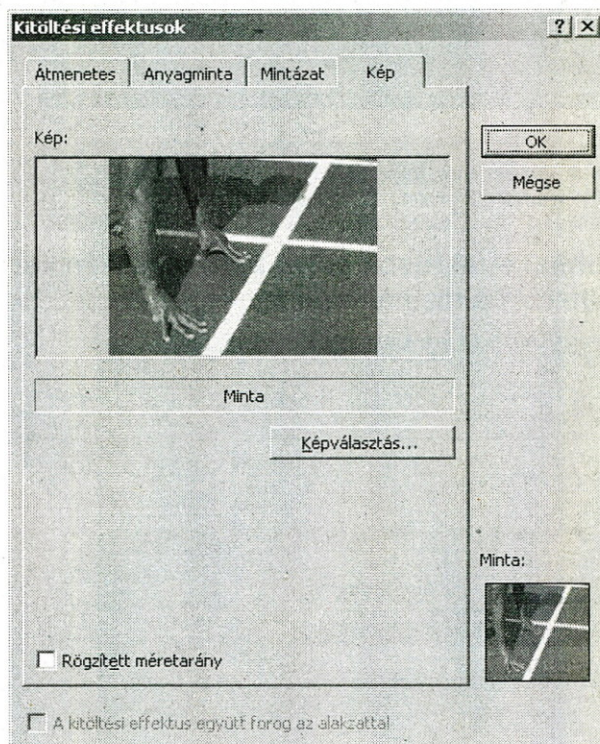 Kitöltési effektusok
Átmenetes Anyagminta Mintázat Kép
Kép:
OK
Mégse
Minta
Képválasztás...
Minta:
Rögzített méretarány
A kitöltési effektus együtt forog az alakzattal